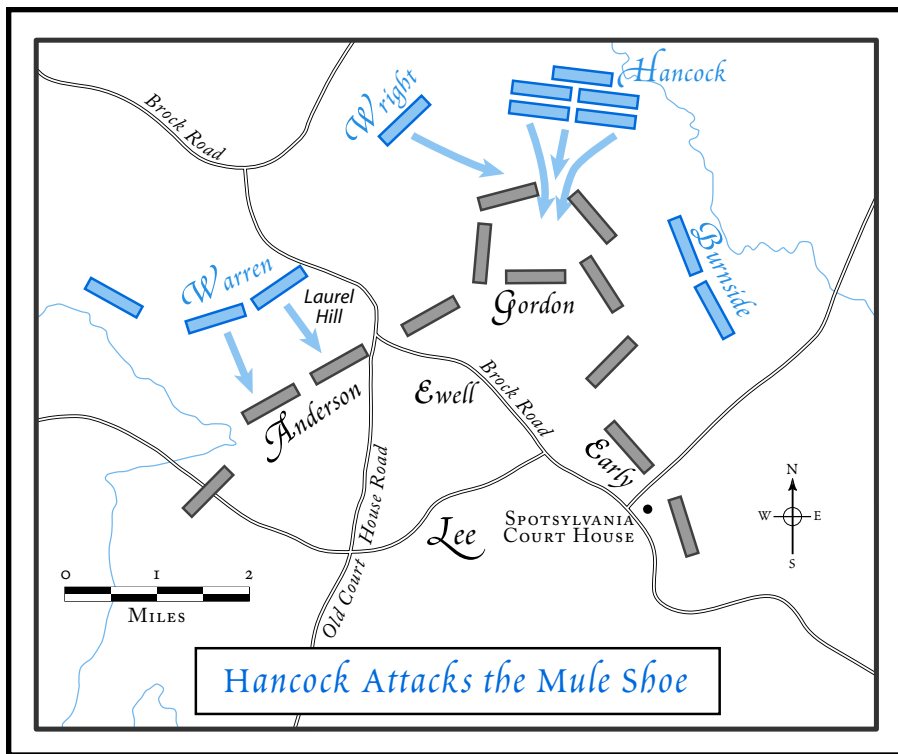 Hancock
Wright
Brock Road
Burnside
Warren
Laurel
Hill
Gordon
Anderson
Ewell
Brock Road
Early
Old Court House Road
Lee
Spotsylvania
Court House
N
W E
S
0 1 2
Miles
Hancock Attacks the Mule Shoe